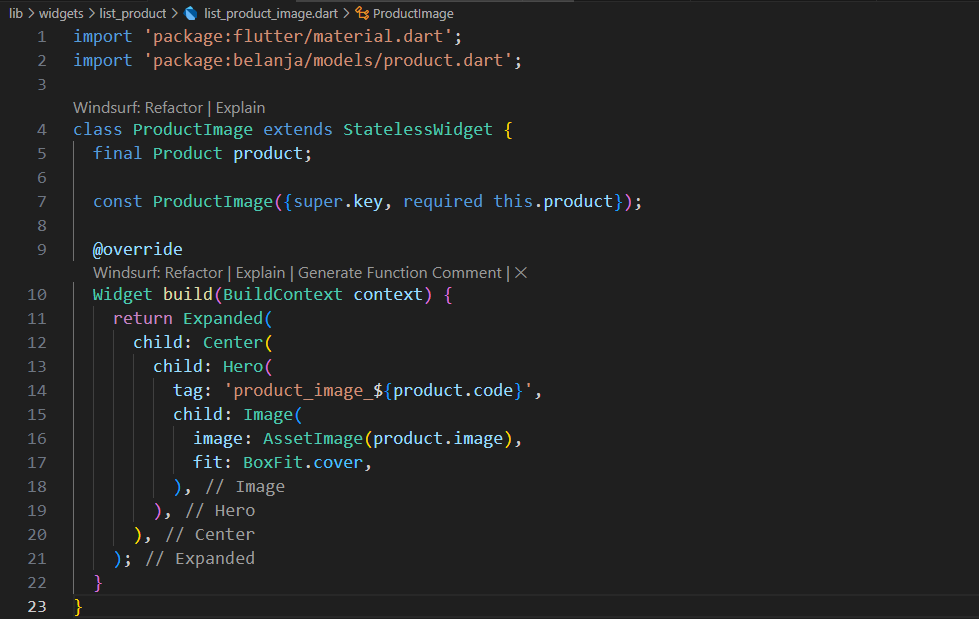 lib > widgets > list_product > list_product_image.dart > ProductImage
1 import 'package:flutter/material.dart';
2 import 'package:belanja/models/product.dart';
3
Windsurf: Refactor | Explain
4 class ProductImage extends StatelessWidget {
5   final Product product;
6
7   const ProductImage({super.key, required this.product});
8
9   @override
  Windsurf: Refactor | Explain | Generate Function Comment | ×
10   Widget build(BuildContext context) {
11     return Expanded(
12       child: Center(
13         child: Hero(
14           tag: 'product_image_${product.code}',
15           child: Image(
16             image: AssetImage(product.image),
17             fit: BoxFit.cover,
18           ), // Image
19         ), // Hero
20       ), // Center
21     ); // Expanded
22   }
23 }